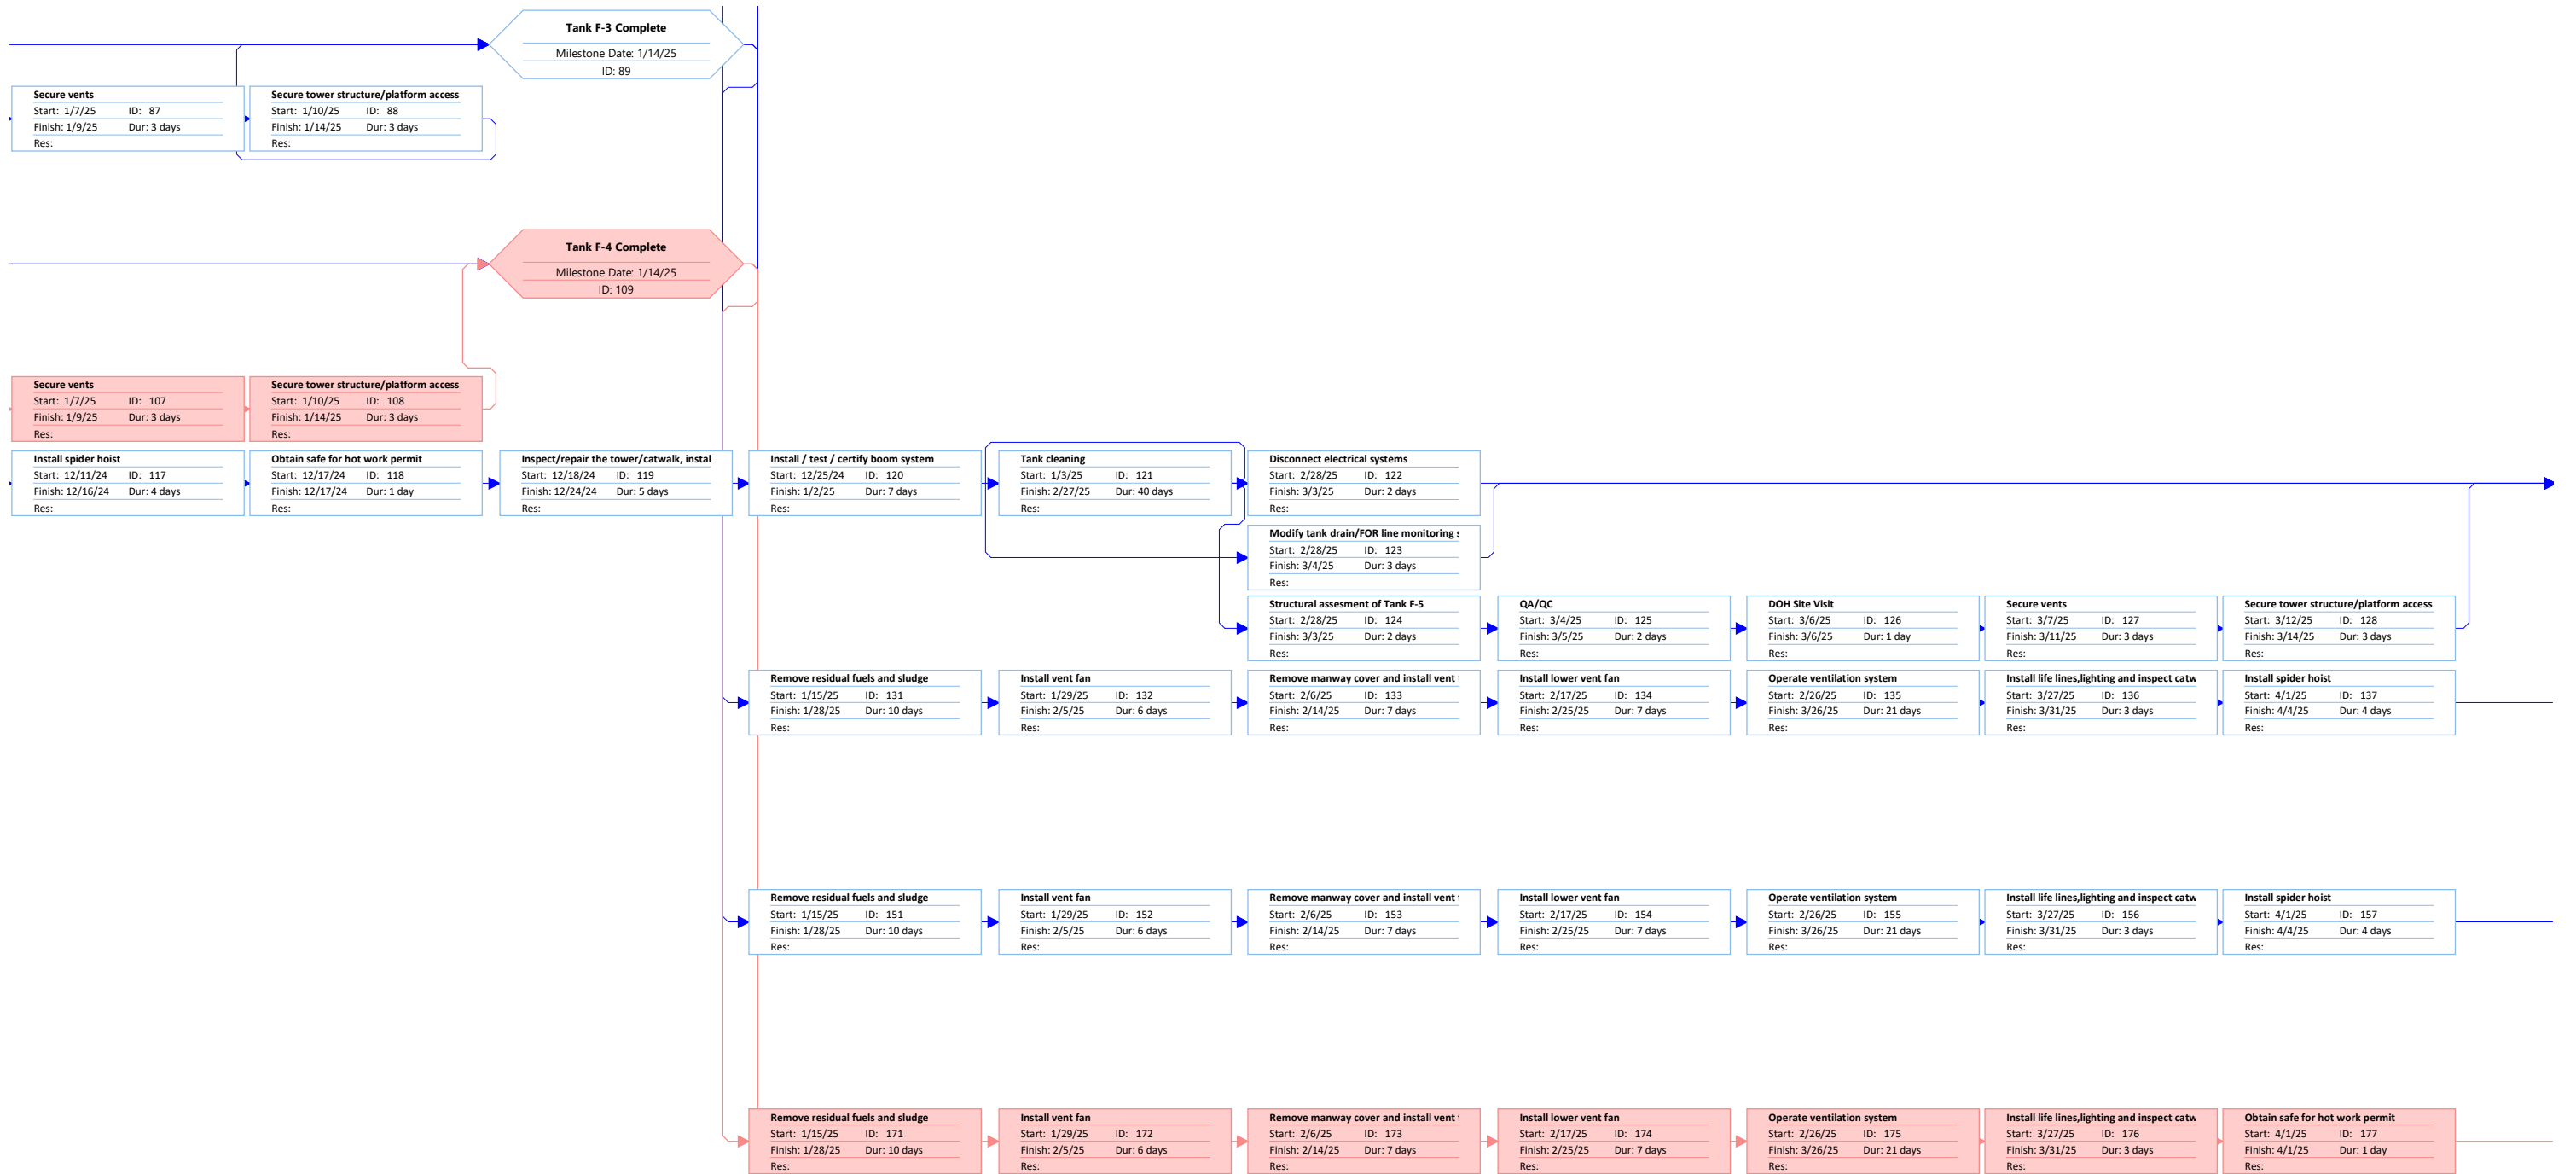 Tank F-3 Complete
Milestone Date: 1/14/25
ID: 89
Secure vents
Start: 1/7/25 ID: 87
Finish: 1/9/25 Dur: 3 days
Res:
Secure tower structure/platform access
Start: 1/10/25 ID: 88
Finish: 1/14/25 Dur: 3 days
Res:
Tank F-4 Complete
Milestone Date: 1/14/25
ID: 109
Secure vents
Start: 1/7/25 ID: 107
Finish: 1/9/25 Dur: 3 days
Res:
Secure tower structure/platform access
Start: 1/10/25 ID: 108
Finish: 1/14/25 Dur: 3 days
Res:
Install spider hoist
Start: 12/11/24 ID: 117
Finish: 12/16/24 Dur: 4 days
Res:
Obtain safe for hot work permit
Start: 12/17/24 ID: 118
Finish: 12/17/24 Dur: 1 day
Res:
Inspect/repair the tower/catwalk, instal
Start: 12/18/24 ID: 119
Finish: 12/24/24 Dur: 5 days
Res:
Install / test / certify boom system
Start: 12/25/24 ID: 120
Finish: 1/2/25 Dur: 7 days
Res:
Tank cleaning
Start: 1/3/25 ID: 121
Finish: 2/27/25 Dur: 40 days
Res:
Disconnect electrical systems
Start: 2/28/25 ID: 122
Finish: 3/3/25 Dur: 2 days
Res:
Modify tank drain/FOR line monitoring s
Start: 2/28/25 ID: 123
Finish: 3/4/25 Dur: 3 days
Res:
Structural assesment of Tank F-5
Start: 2/28/25 ID: 124
Finish: 3/3/25 Dur: 2 days
Res:
QA/QC
Start: 3/4/25 ID: 125
Finish: 3/5/25 Dur: 2 days
Res:
DOH Site Visit
Start: 3/6/25 ID: 126
Finish: 3/6/25 Dur: 1 day
Res:
Secure vents
Start: 3/7/25 ID: 127
Finish: 3/11/25 Dur: 3 days
Res:
Secure tower structure/platform access
Start: 3/12/25 ID: 128
Finish: 3/14/25 Dur: 3 days
Res:
Remove residual fuels and sludge
Start: 1/15/25 ID: 131
Finish: 1/28/25 Dur: 10 days
Res:
Install vent fan
Start: 1/29/25 ID: 132
Finish: 2/5/25 Dur: 6 days
Res:
Remove manway cover and install vent
Start: 2/6/25 ID: 133
Finish: 2/14/25 Dur: 7 days
Res:
Install lower vent fan
Start: 2/17/25 ID: 134
Finish: 2/25/25 Dur: 7 days
Res:
Operate ventilation system
Start: 2/26/25 ID: 135
Finish: 3/26/25 Dur: 21 days
Res:
Install life lines,lighting and inspect catw
Start: 3/27/25 ID: 136
Finish: 3/31/25 Dur: 3 days
Res:
Install spider hoist
Start: 4/1/25 ID: 137
Finish: 4/4/25 Dur: 4 days
Res:
Remove residual fuels and sludge
Start: 1/15/25 ID: 151
Finish: 1/28/25 Dur: 10 days
Res:
Install vent fan
Start: 1/29/25 ID: 152
Finish: 2/5/25 Dur: 6 days
Res:
Remove manway cover and install vent
Start: 2/6/25 ID: 153
Finish: 2/14/25 Dur: 7 days
Res:
Install lower vent fan
Start: 2/17/25 ID: 154
Finish: 2/25/25 Dur: 7 days
Res:
Operate ventilation system
Start: 2/26/25 ID: 155
Finish: 3/26/25 Dur: 21 days
Res:
Install life lines,lighting and inspect catw
Start: 3/27/25 ID: 156
Finish: 3/31/25 Dur: 3 days
Res:
Install spider hoist
Start: 4/1/25 ID: 157
Finish: 4/4/25 Dur: 4 days
Res:
Remove residual fuels and sludge
Start: 1/15/25 ID: 171
Finish: 1/28/25 Dur: 10 days
Res:
Install vent fan
Start: 1/29/25 ID: 172
Finish: 2/5/25 Dur: 6 days
Res:
Remove manway cover and install vent
Start: 2/6/25 ID: 173
Finish: 2/14/25 Dur: 7 days
Res:
Install lower vent fan
Start: 2/17/25 ID: 174
Finish: 2/25/25 Dur: 7 days
Res:
Operate ventilation system
Start: 2/26/25 ID: 175
Finish: 3/26/25 Dur: 21 days
Res:
Install life lines,lighting and inspect catw
Start: 3/27/25 ID: 176
Finish: 3/31/25 Dur: 3 days
Res:
Obtain safe for hot work permit
Start: 4/1/25 ID: 177
Finish: 4/1/25 Dur: 1 day
Res: